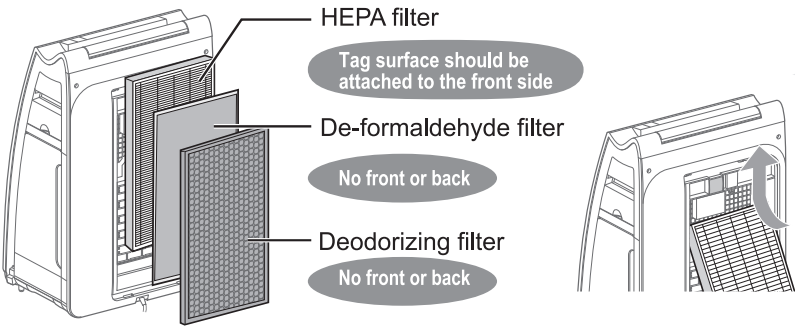 HEPA filter
Tag surface should be
attached to the front side
De-formaldehyde filter
No front or back
Deodorizing filter
No front or back